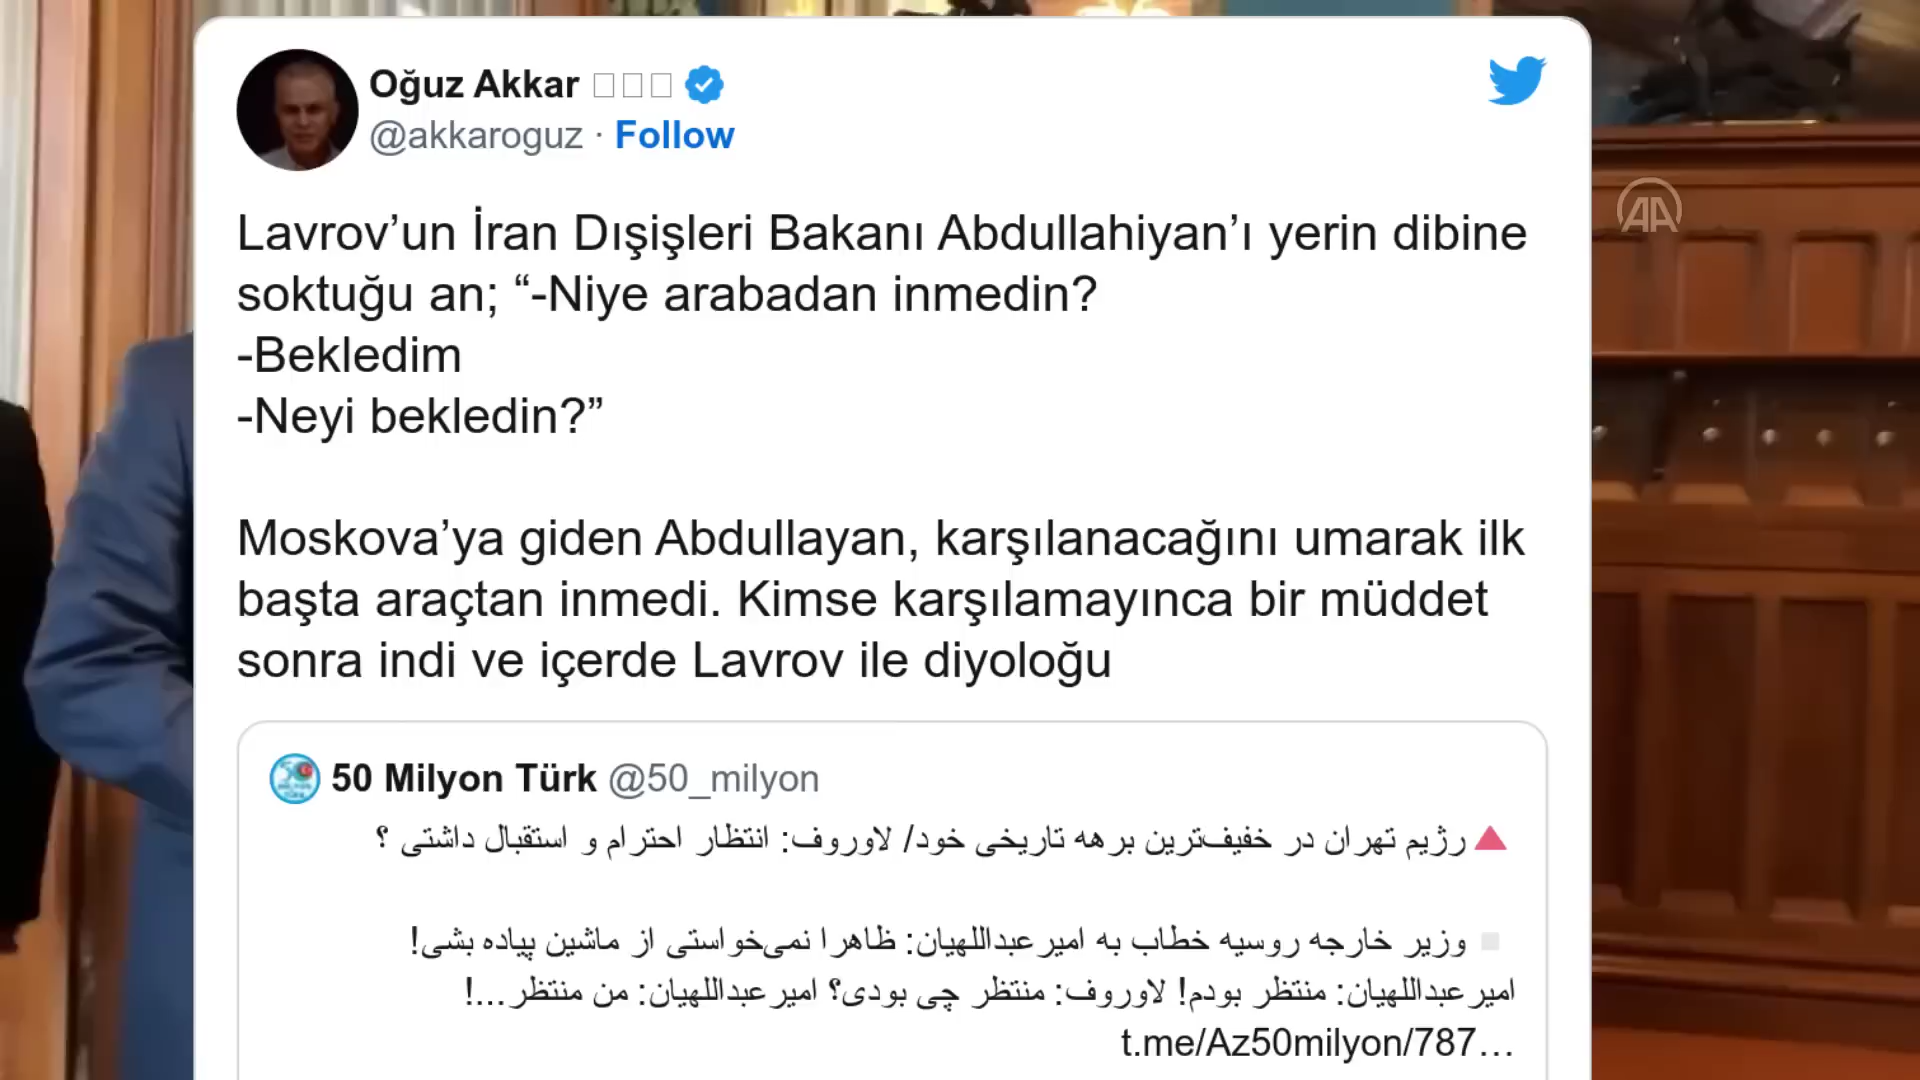 Oğuz Akkar
@akkaroguz · Follow
Lavrov’un İran Dışişleri Bakanı Abdullahiyan’ı yerin dibine
soktuğu an; “-Niye arabadan inmedin?
-Bekledim
-Neyi bekledin?”
Moskova’ya giden Abdullayan, karşılanacağını umarak ilk
başta araçtan inmedi. Kimse karşılamayınca bir müddet
sonra indi ve içerde Lavrov ile diyoloğu
50 Milyon Türk @50_milyon
رژیم تهران در خفیف‌ترین برهه تاریخی خود/ لاوروف: انتظار احترام و استقبال داشتی ؟
وزیر خارجه روسیه خطاب به امیرعبداللهیان: ظاهرا نمی‌خواستی از ماشین پیاده بشی!
امیرعبداللهیان: منتظر بودم! لاوروف: منتظر چی بودی؟ امیرعبداللهیان: من منتظر...!
t.me/Az50milyon/787…
AA